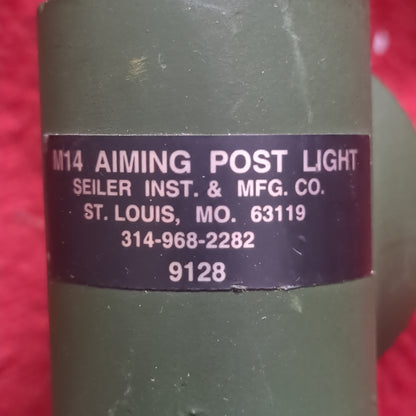 M14 AIMING POST LIGHT
SEILER INST. & MFG. CO.
ST. LOUIS, MO. 63119
314-968-2282
9128